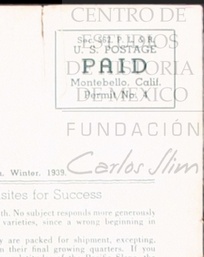 CENTRO DE
Sec. 562, P. L. & R.
U. S. POSTAGE
PAID
Montebello, Calif.
Permit No. 4
FUNDACIÓN
Carlos Slim
Winter. 1939.
sites for Success
th. No subject responds more generously
varieties, since a wrong beginning in
are packed for shipment, excepting,
their final growing quarters. If you